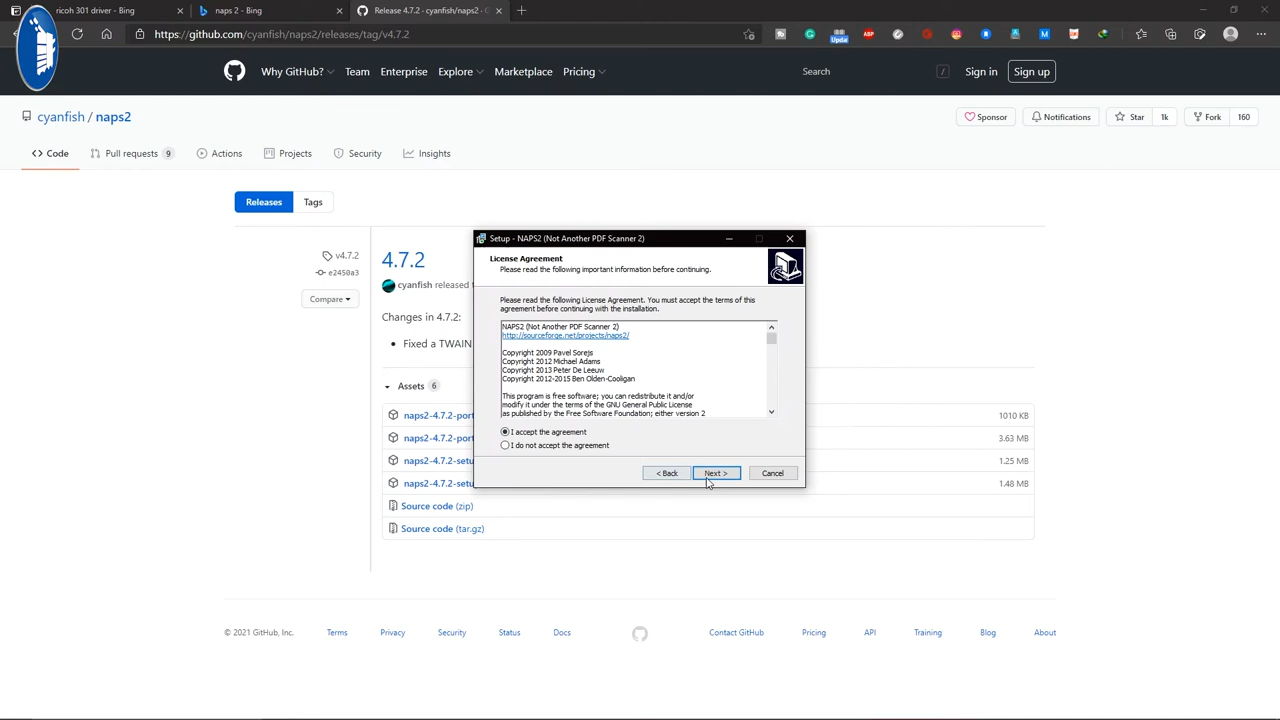 ricoh 301 driver - Bing
naps 2 - Bing
Release 4.7.2 · cyanfish/naps2 · G
https://github.com/cyanfish/naps2/releases/tag/v4.7.2
Upda
ABP
Why GitHub?
Team
Enterprise
Explore
Marketplace
Pricing
Search
/
Sign in
Sign up
cyanfish / naps2
Sponsor
Notifications
Star
1k
Fork
160
Code
Pull requests
9
Actions
Projects
Security
Insights
Releases
Tags
v4.7.2
e2450a3
Compare
4.7.2
cyanfish released
Changes in 4.7.2:
• Fixed a TWAIN
Assets
6
naps2-4.7.2-port
1010 KB
naps2-4.7.2-port
3.63 MB
naps2-4.7.2-setu
1.25 MB
naps2-4.7.2-setu
1.48 MB
Source code (zip)
Source code (tar.gz)
Setup - NAPS2 (Not Another PDF Scanner 2)
License Agreement
Please read the following important information before continuing.
Please read the following License Agreement. You must accept the terms of this
agreement before continuing with the installation.
NAPS2 (Not Another PDF Scanner 2)
http://sourceforge.net/projects/naps2/
Copyright 2009 Pavel Sorejs
Copyright 2012 Michael Adams
Copyright 2013 Peter De Leeuw
Copyright 2012-2015 Ben Olden-Cooligan
This program is free software; you can redistribute it and/or
modify it under the terms of the GNU General Public License
as published by the Free Software Foundation; either version 2
I accept the agreement
I do not accept the agreement
< Back
Next >
Cancel
© 2021 GitHub, Inc.
Terms
Privacy
Security
Status
Docs
Contact GitHub
Pricing
API
Training
Blog
About